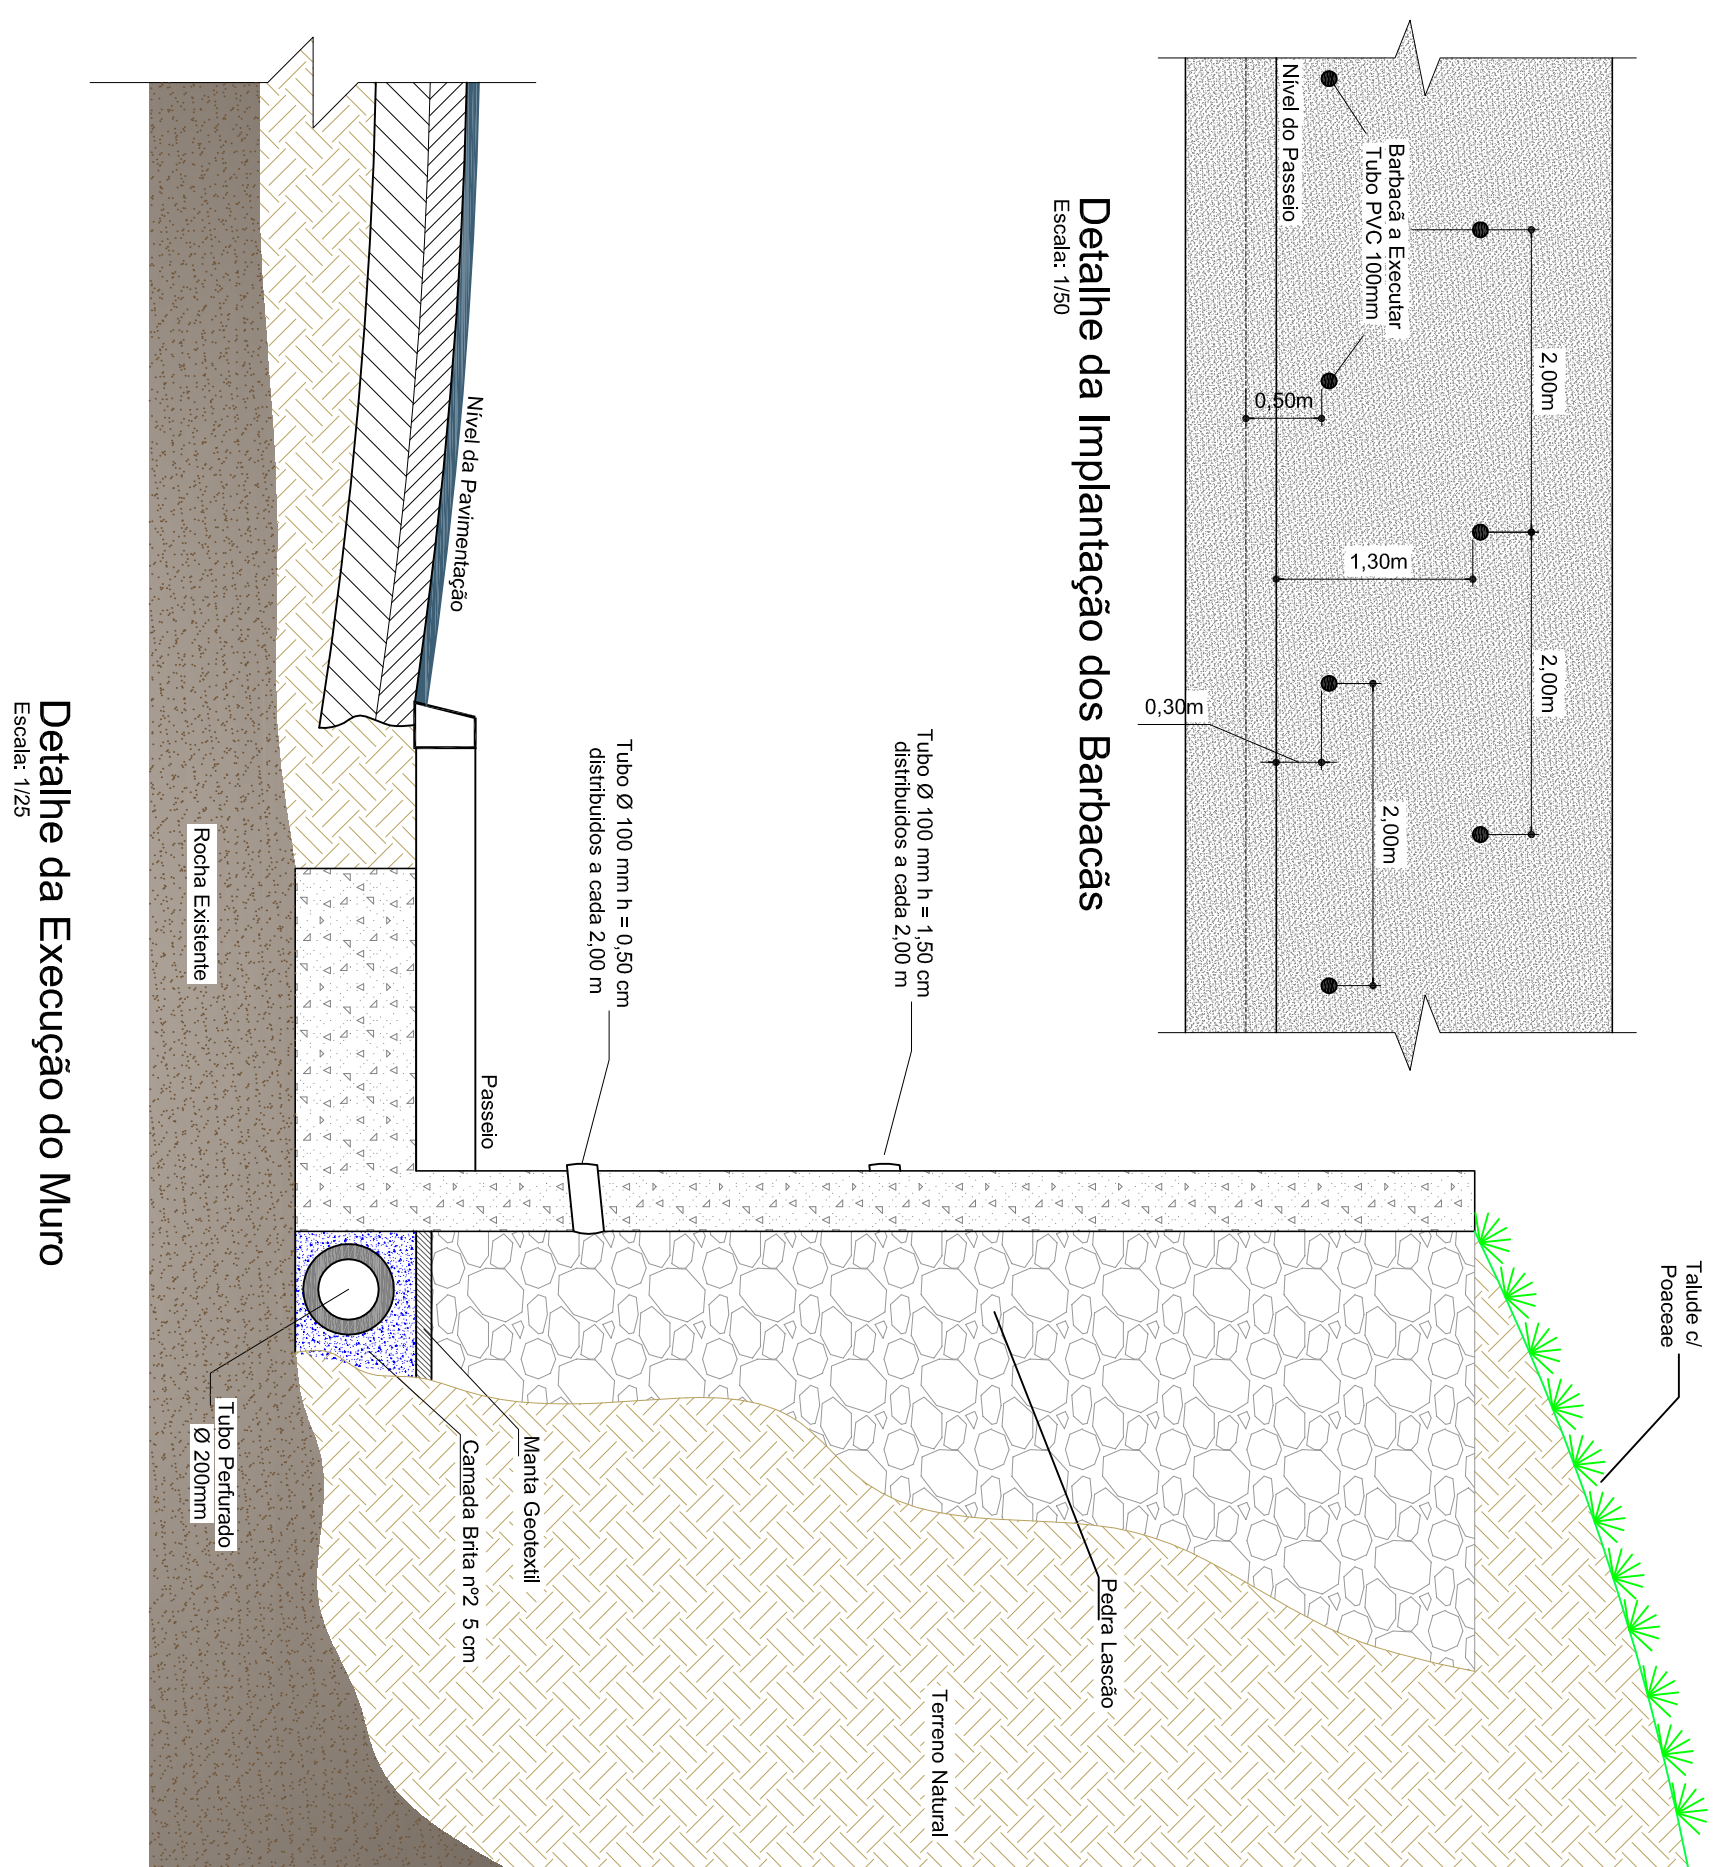 Talude c/
Poaceae
2,00m
2,00m
Barbacã a Executar
Tubo PVC 100mm
1,30m
2,00m
Nível do Passeio
0,50m
0,30m
Detalhe da Implantação dos Barbacãs
Escala: 1/50
Tubo Ø 100 mm h = 1,50 cm
distribuidos a cada 2,00 m
Tubo Ø 100 mm h = 0,50 cm
distribuidos a cada 2,00 m
Pedra Lascão
Terreno Natural
Nível da Pavimentação
Passeio
Manta Geotextil
Camada Brita nº2 5 cm
Tubo Perfurado
Ø 200mm
Rocha Existente
Detalhe da Execução do Muro
Escala: 1/25